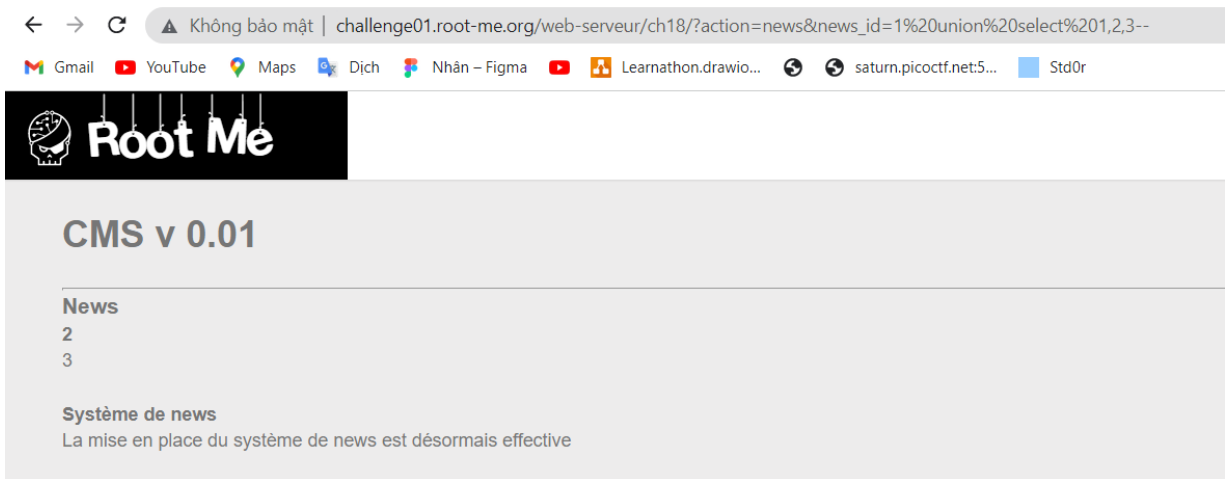 Không bảo mật | challenge01.root-me.org/web-serveur/ch18/?action=news&news_id=1%20union%20select%201,2,3--
Gmail YouTube Maps Dịch Nhân – Figma Learnathon.drawio... saturn.picoctf.net:5... Std0r
Root Me
CMS v 0.01
News
2
3
Système de news
La mise en place du système de news est désormais effective